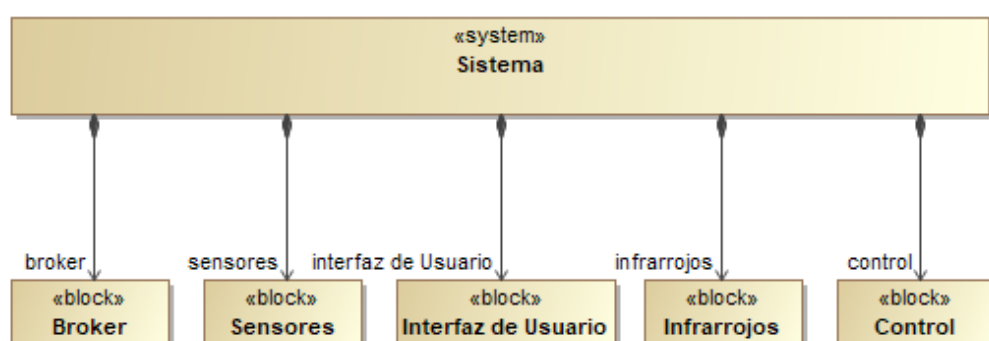 «system»
Sistema
broker
sensores
interfaz de Usuario
infrarrojos
control
«block»
Broker
«block»
Sensores
«block»
Interfaz de Usuario
«block»
Infrarrojos
«block»
Control